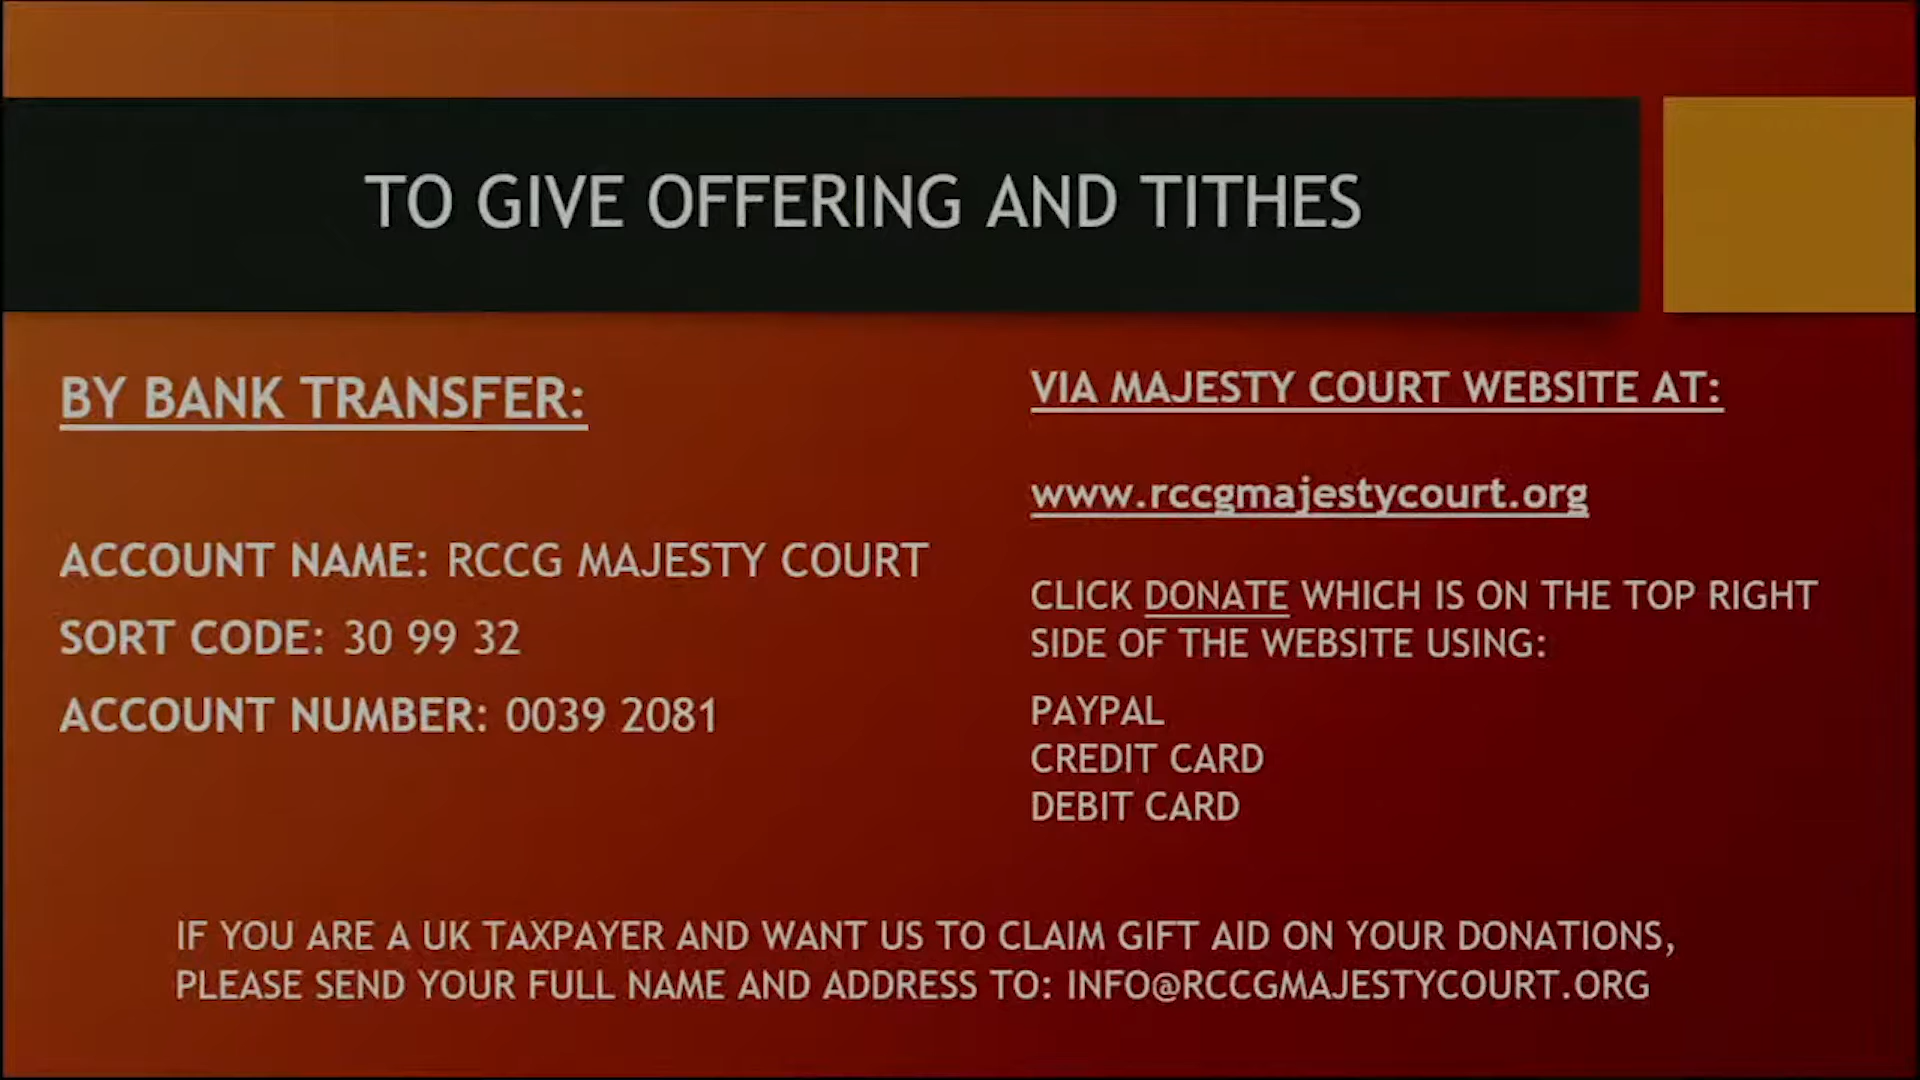 TO GIVE OFFERING AND TITHES
BY BANK TRANSFER:
ACCOUNT NAME: RCCG MAJESTY COURT
SORT CODE: 30 99 32
ACCOUNT NUMBER: 0039 2081
VIA MAJESTY COURT WEBSITE AT:
www.rccgmajestycourt.org
CLICK DONATE WHICH IS ON THE TOP RIGHT
SIDE OF THE WEBSITE USING:
PAYPAL
CREDIT CARD
DEBIT CARD
IF YOU ARE A UK TAXPAYER AND WANT US TO CLAIM GIFT AID ON YOUR DONATIONS,
PLEASE SEND YOUR FULL NAME AND ADDRESS TO: INFO@RCCGMAJESTYCOURT.ORG